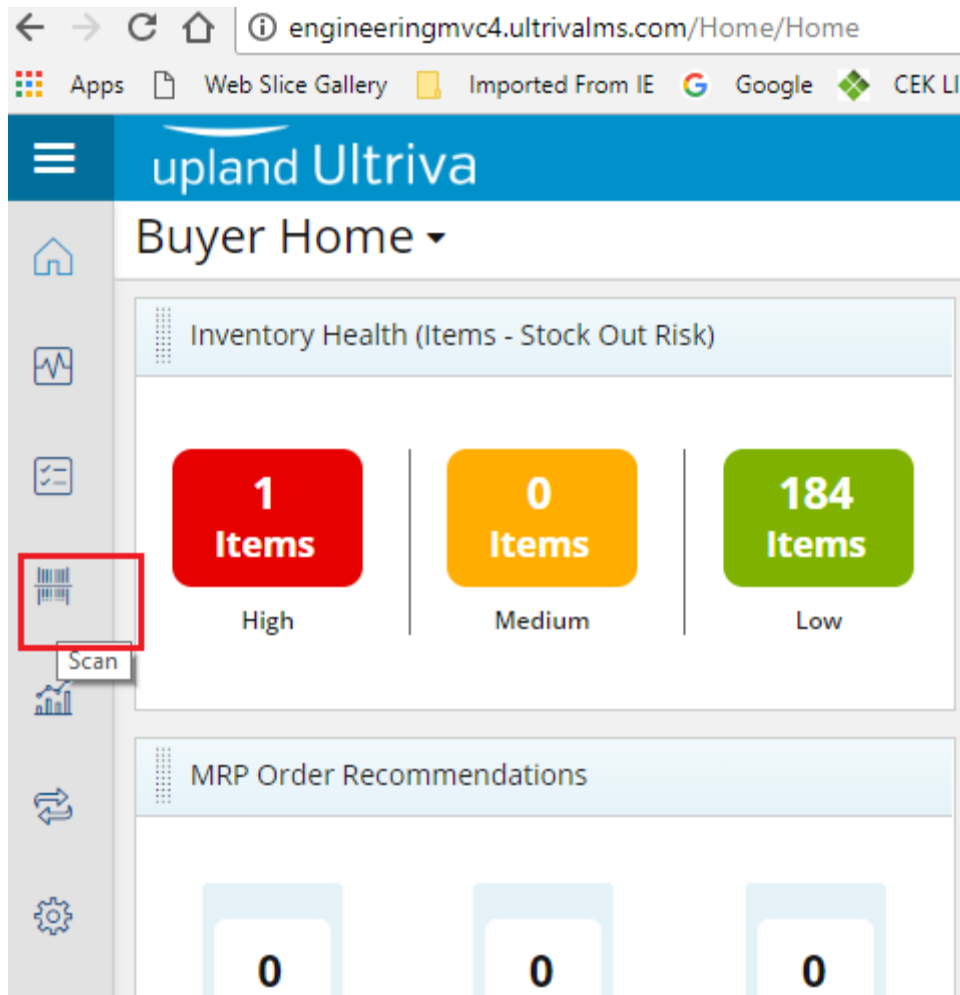 engineeringmvc4.ultrivalms.com/Home/Home
Apps Web Slice Gallery Imported From IE Google CEK LI
upland Ultriva
Buyer Home
Inventory Health (Items - Stock Out Risk)
1 0 184
Items Items Items
High Medium Low
Scan
MRP Order Recommendations
0 0 0